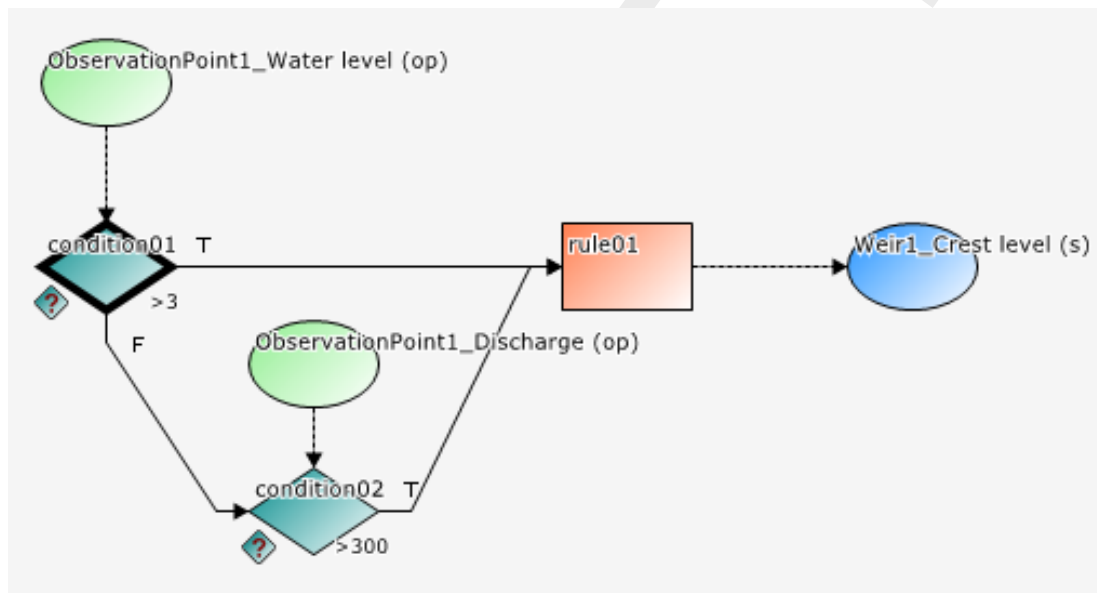 ObservationPoint1_Water level (op)
condition01
T
rule01
Weir1_Crest level (s)
?
>3
F
ObservationPoint1_Discharge (op)
condition02
T
?
>300